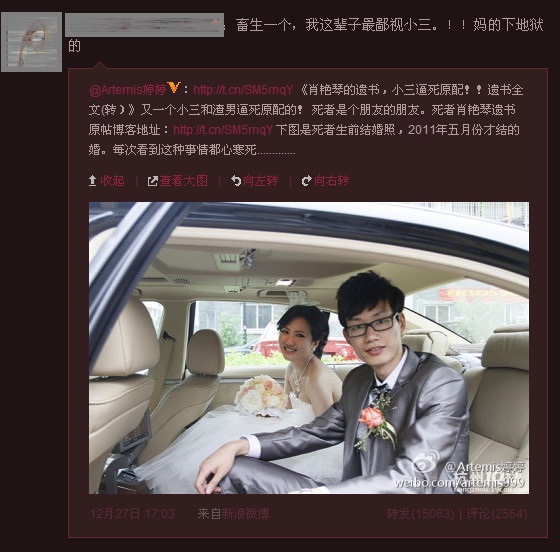 ：畜生一个，我这辈子最鄙视小三。！！妈的下地狱
的
@Artemis婷婷：http://t.cn/SM5mqY《肖艳琴的遗书，小三逼死原配！！遗书全
文(转）》又一个小三和渣男逼死原配的！ 死者是个朋友的朋友。死者肖艳琴遗书
原帖博客地址：http://t.cn/SM5mqY 下图是死者生前结婚照，2011年五月份才结的
婚。每次看到这种事情都心寒死.............
收起 | 查看大图 | 向左转 | 向右转
@Artemis婷婷
weibo.com/artemis999
12月27日 17:03 来自新浪微博 转发(15063) | 评论(2564)